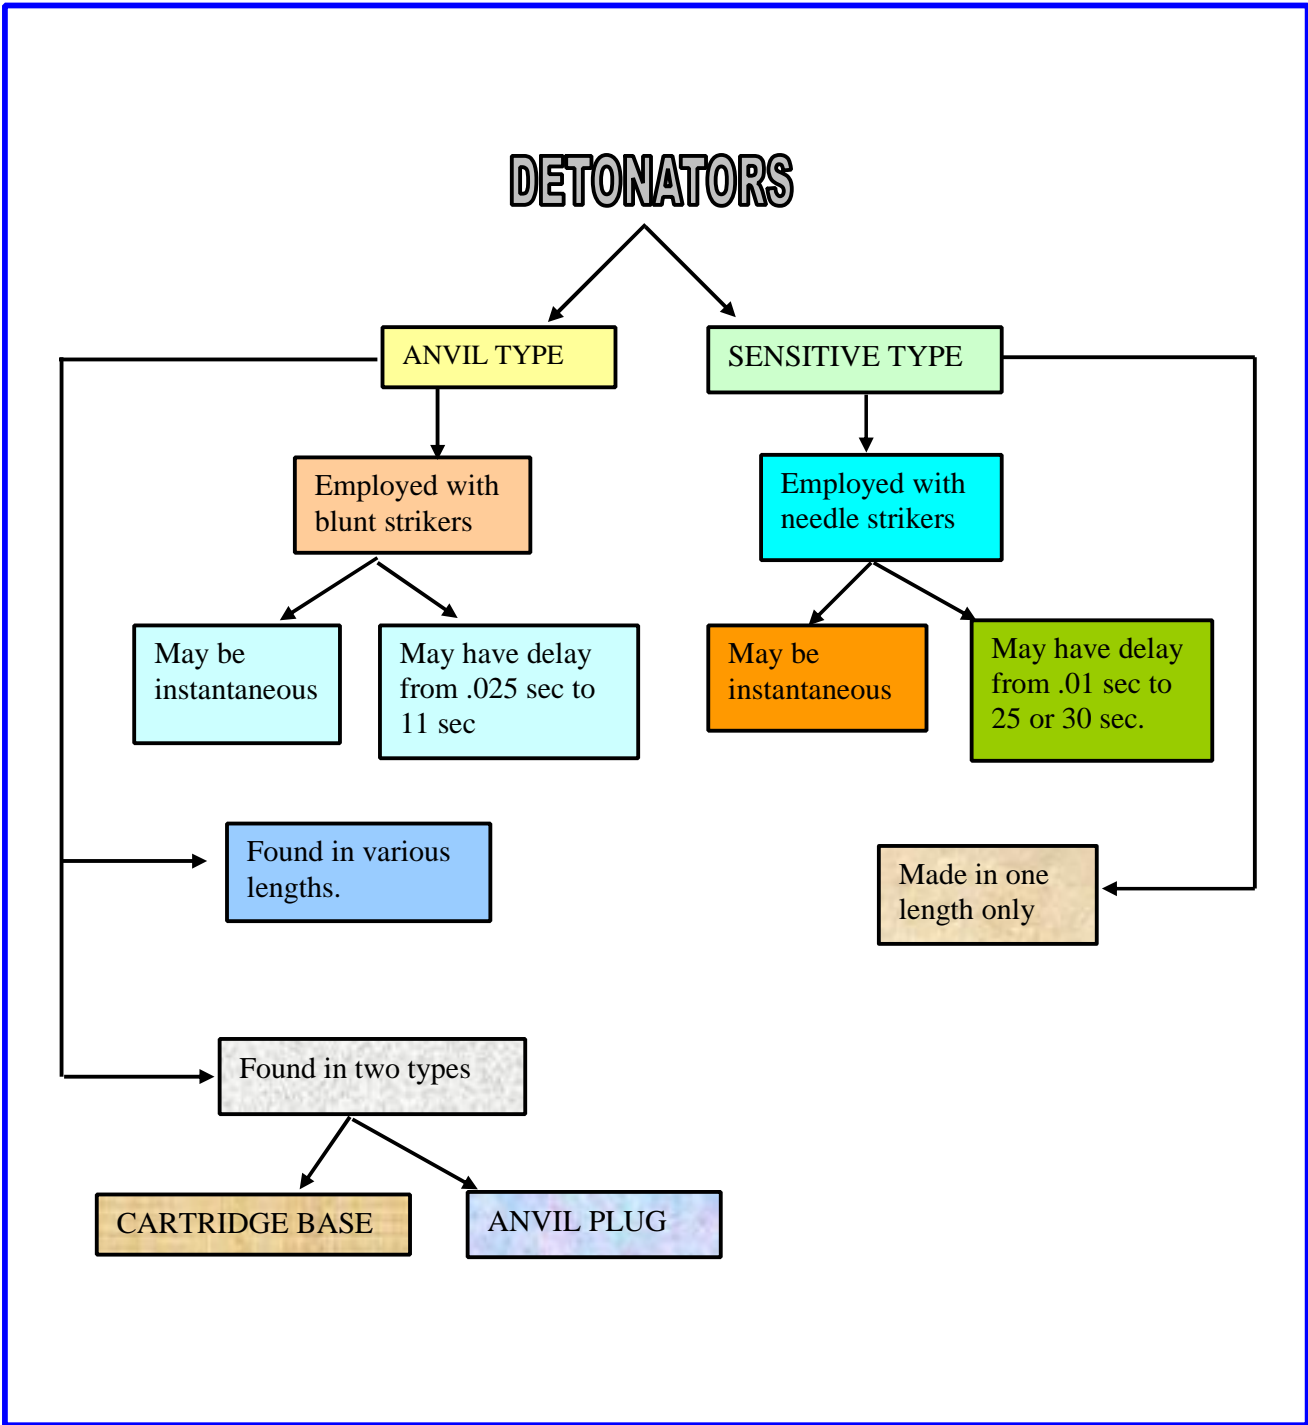 DETONATORS
ANVIL TYPE
SENSITIVE TYPE
Employed with
blunt strikers
Employed with
needle strikers
May be
instantaneous
May have delay
from .025 sec to
11 sec
May be
instantaneous
May have delay
from .01 sec to
25 or 30 sec.
Found in various
lengths.
Made in one
length only
Found in two types
CARTRIDGE BASE
ANVIL PLUG